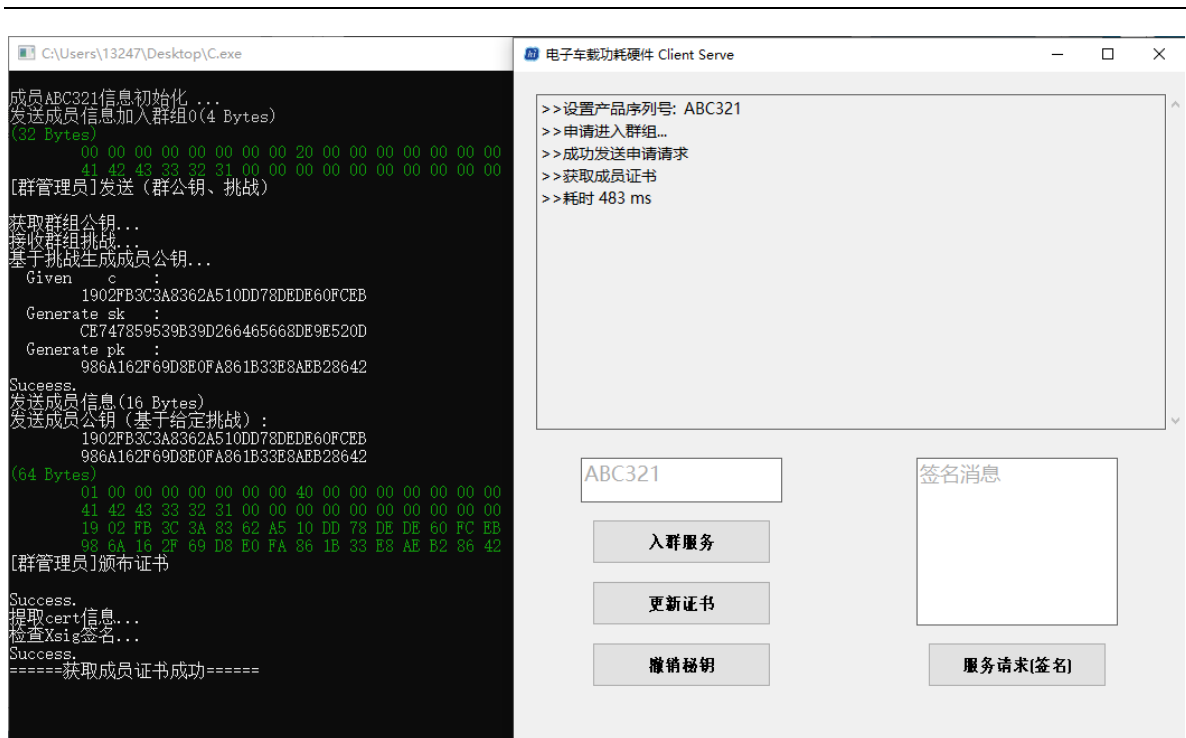 C:\Users\13247\Desktop\C.exe
成员ABC321信息初始化 ...
发送成员信息加入群组0(4 Bytes)
(32 Bytes)
00 00 00 00 00 00 00 00 20 00 00 00 00 00 00 00
41 42 43 33 32 31 00 00 00 00 00 00 00 00 00 00
[群管理员]发送（群公钥、挑战）
获取群组公钥...
接收群组挑战...
基于挑战生成成员公钥...
Given c :
1902FB3C3A8362A510DD78DEDE60FCEB
Generate sk :
CE747859539B39D266465668DE9E520D
Generate pk :
986A162F69D8E0FA861B33E8AEB28642
Suceess.
发送成员信息(16 Bytes)
发送成员公钥（基于给定挑战）:
1902FB3C3A8362A510DD78DEDE60FCEB
986A162F69D8E0FA861B33E8AEB28642
(64 Bytes)
01 00 00 00 00 00 00 00 40 00 00 00 00 00 00 00
41 42 43 33 32 31 00 00 00 00 00 00 00 00 00 00
19 02 FB 3C 3A 83 62 A5 10 DD 78 DE DE 60 FC EB
98 6A 16 2F 69 D8 E0 FA 86 1B 33 E8 AE B2 86 42
[群管理员]颁布证书
Success.
提取cert信息...
检查Xsig签名...
Success.
======获取成员证书成功======
电子车载功耗硬件 Client Serve
>>设置产品序列号: ABC321
>>申请进入群组...
>>成功发送申请请求
>>获取成员证书
>>耗时 483 ms
ABC321
签名消息
入群服务
更新证书
撤销秘钥
服务请求(签名)